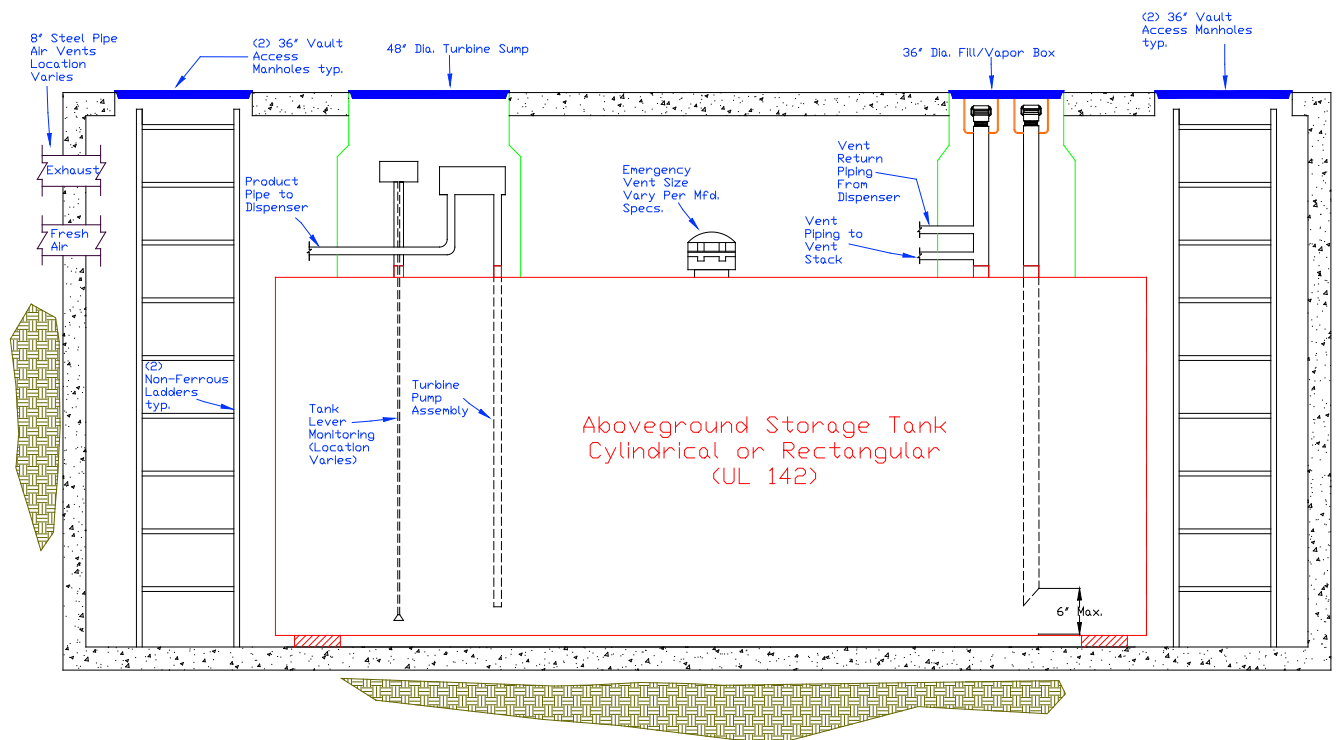 8" Steel Pipe
Air Vents
Location
Varies
(2) 36" Vault
Access
Manholes typ.
48" Dia. Turbine Sump
36" Dia. Fill/Vapor Box
(2) 36" Vault
Access Manholes
typ.
Exhaust
Fresh
Air
Product
Pipe to
Dispenser
Emergency
Vent Size
Vary Per Mfd.
Specs.
Vent
Return
Piping
From
Dispenser
Vent
Piping to
Vent
Stack
(2)
Non-Ferrous
Ladders
typ.
Tank
Lever
Monitoring
(Location
Varies)
Turbine
Pump
Assembly
Aboveground Storage Tank
Cylindrical or Rectangular
(UL 142)
6" Max.